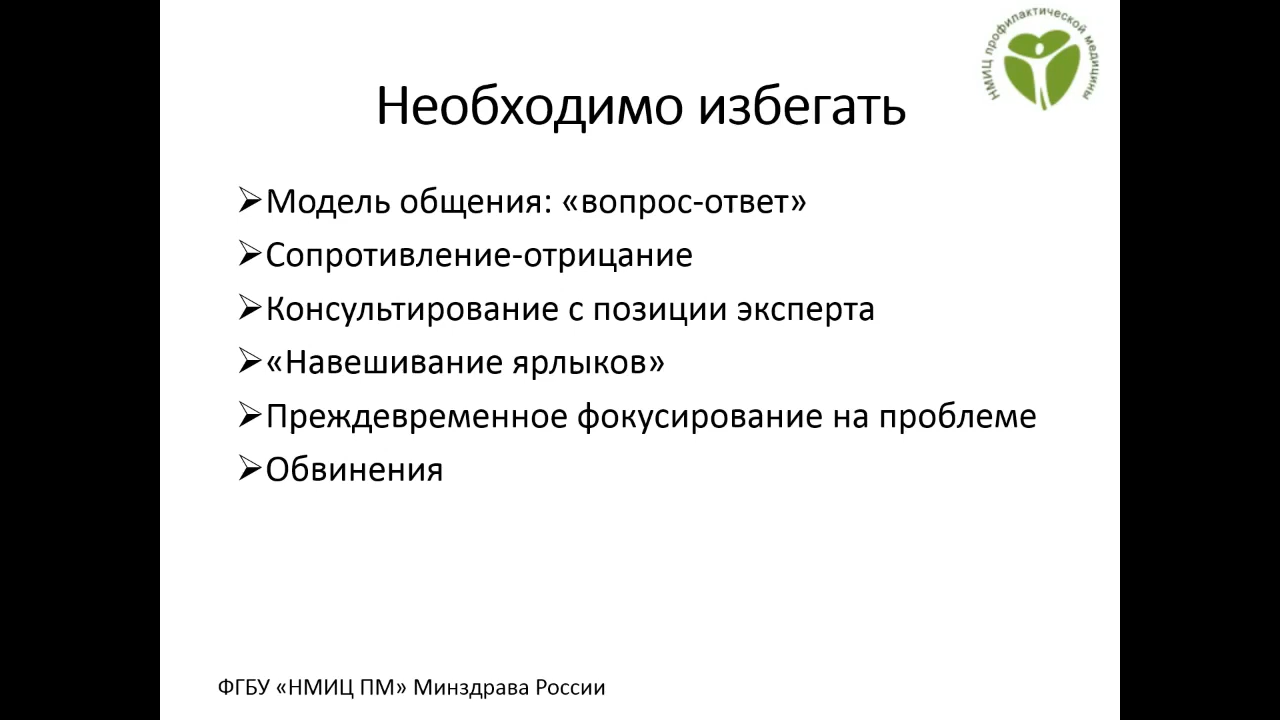 НМИЦ профилактической медицины
Необходимо избегать
Модель общения: «вопрос-ответ»
Сопротивление-отрицание
Консультирование с позиции эксперта
«Навешивание ярлыков»
Преждевременное фокусирование на проблеме
Обвинения
ФГБУ «НМИЦ ПМ» Минздрава России